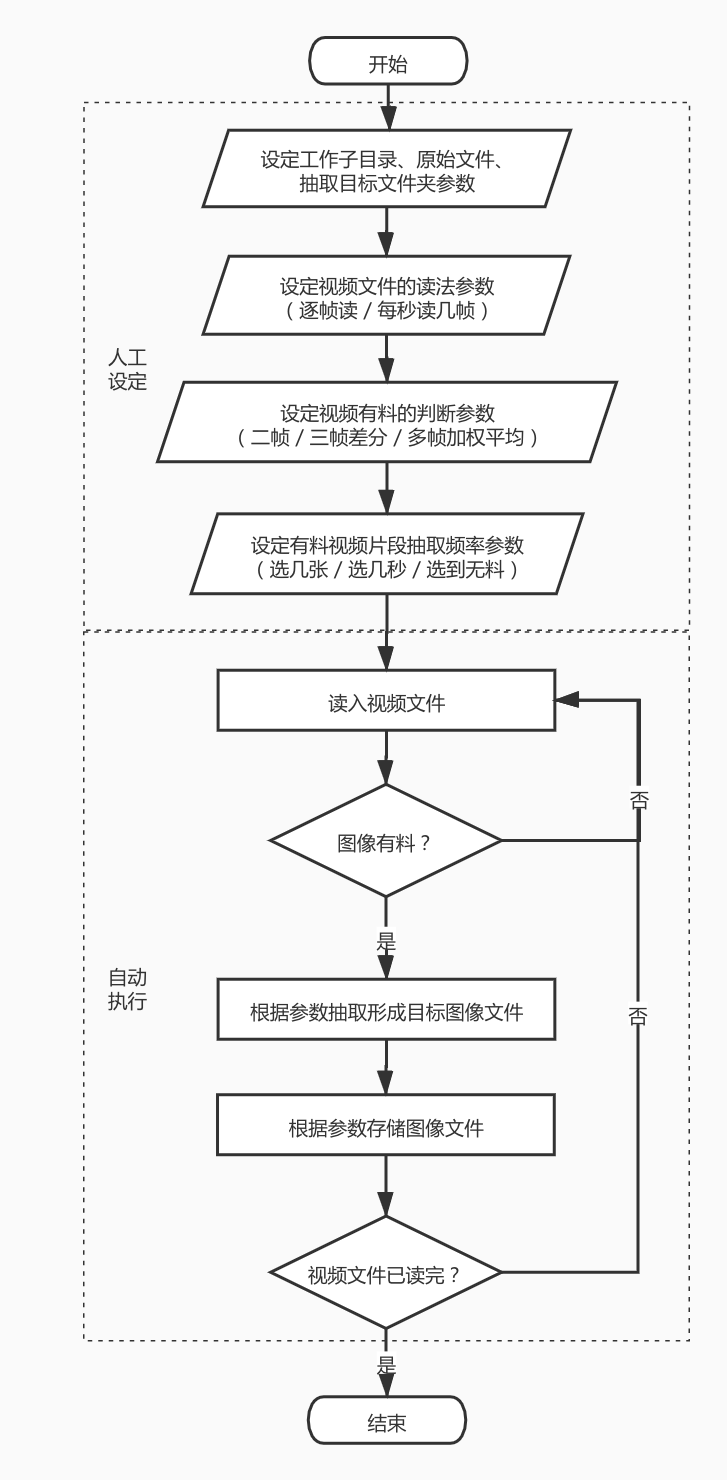 开始
设定工作子目录、原始文件、
抽取目标文件夹参数
设定视频文件的读法参数
（逐帧读 / 每秒读几帧）
人工
设定
设定视频有料的判断参数
（二帧 / 三帧差分 / 多帧加权平均）
设定有料视频片段抽取频率参数
（选几张 / 选几秒 / 选到无料）
读入视频文件
否
图像有料？
是
自动
执行
根据参数抽取形成目标图像文件
否
根据参数存储图像文件
视频文件已读完？
是
结束